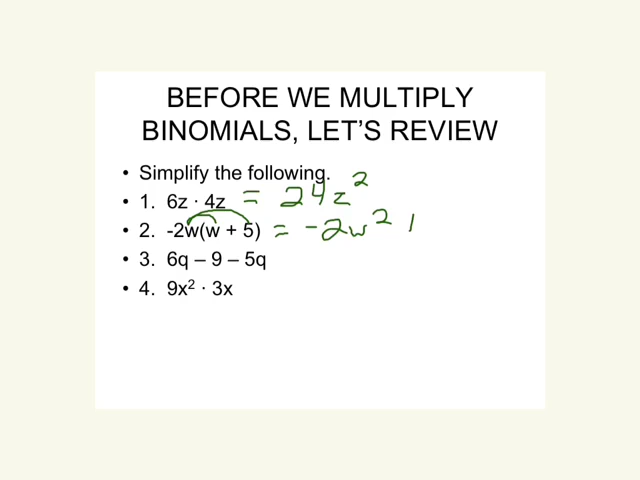 BEFORE WE MULTIPLY
BINOMIALS, LET'S REVIEW
• Simplify the following.
• 1. 6z · 4z = 24z²
• 2. -2w(w + 5) = -2w²
• 3. 6q – 9 – 5q
• 4. 9x² · 3x